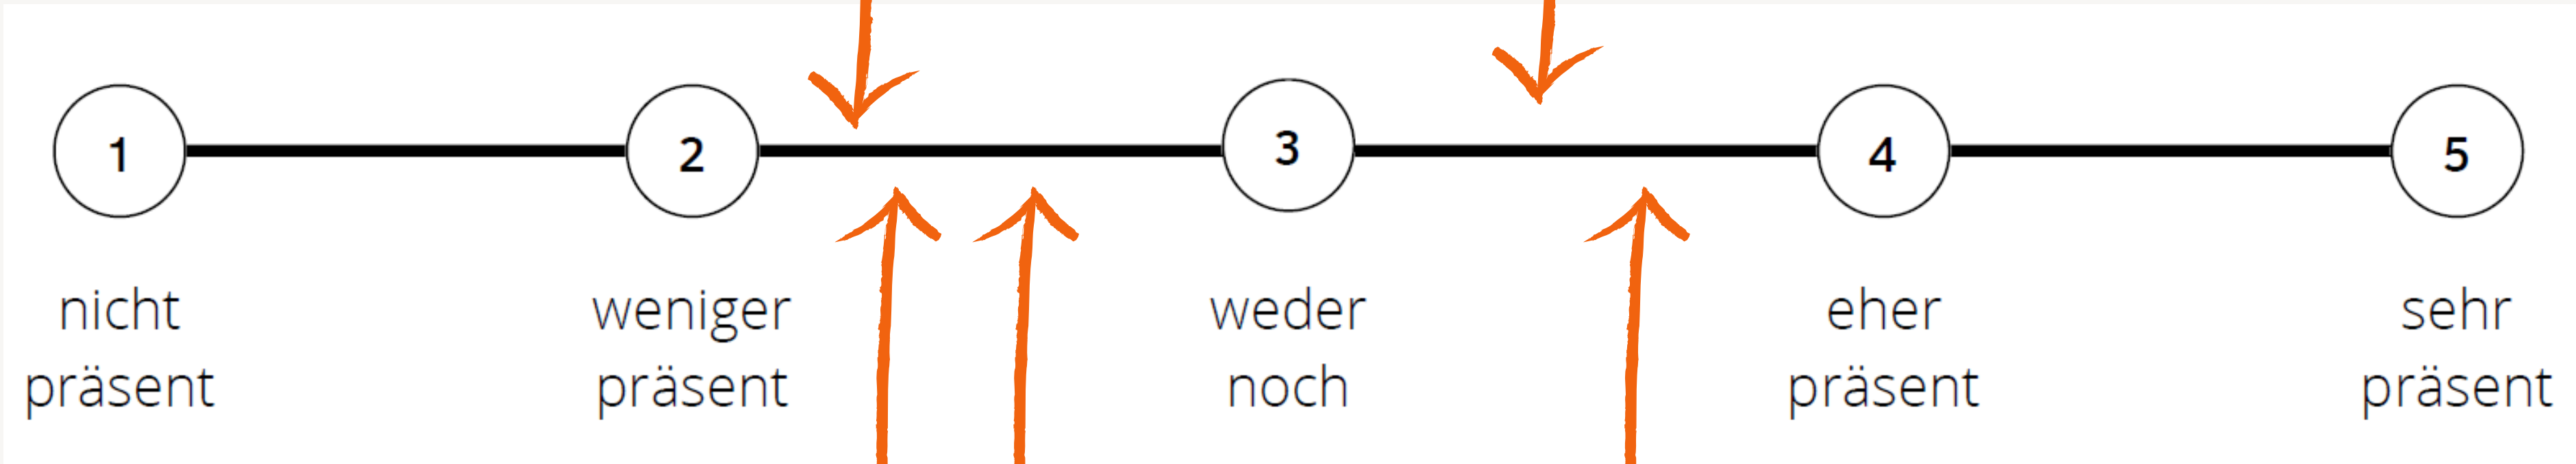 1 2 3 4 5
nicht weniger weder eher sehr
präsent präsent noch präsent präsent